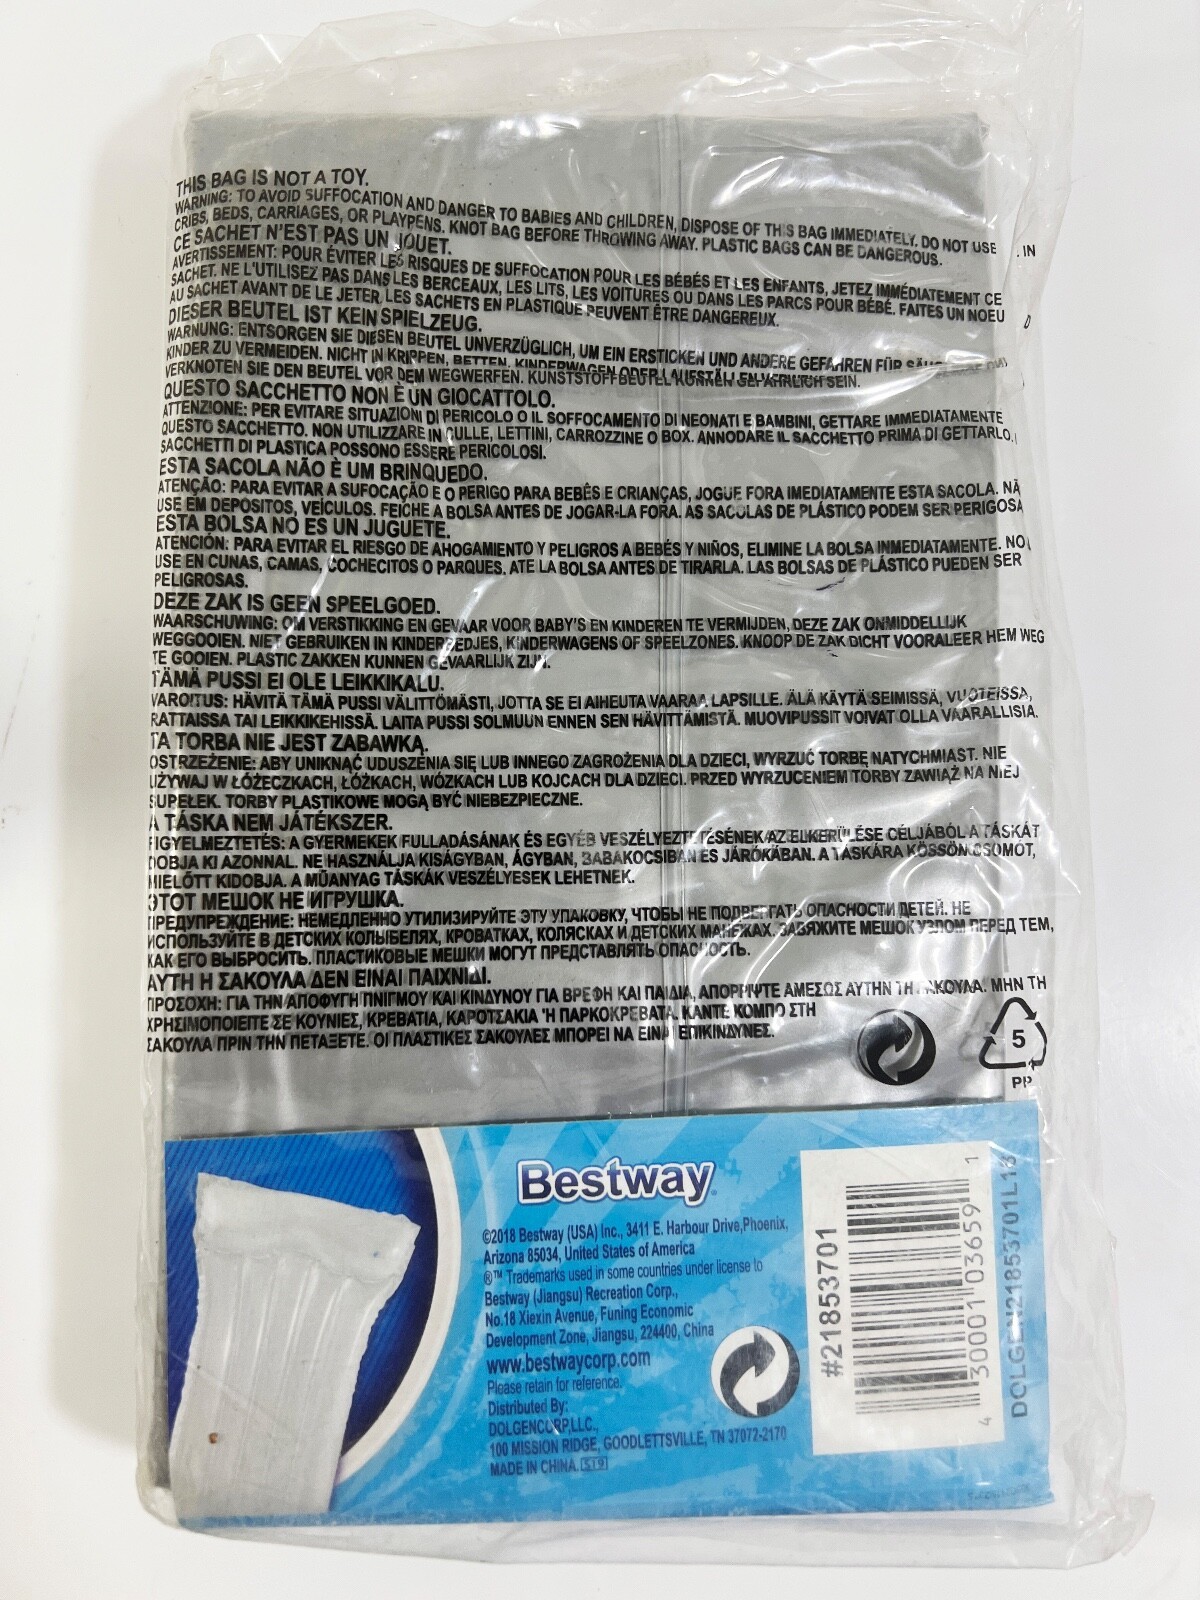 THIS BAG IS NOT A TOY.
WARNING: TO AVOID SUFFOCATION AND DANGER TO BABIES AND CHILDREN, DISPOSE OF THIS BAG IMMEDIATELY. DO NOT USE IN
CRIBS, BEDS, CARRIAGES, OR PLAYPENS. KNOT BAG BEFORE THROWING AWAY. PLASTIC BAGS CAN BE DANGEROUS.
CE SACHET N'EST PAS UN JOUET.
AVERTISSEMENT: POUR ÉVITER LES RISQUES DE SUFFOCATION POUR LES BÉBÉS ET LES ENFANTS, JETEZ IMMÉDIATEMENT CE
SACHET. NE L'UTILISEZ PAS DANS LES BERCEAUX, LES LITS, LES VOITURES OU DANS LES PARCS POUR BÉBÉ. FAITES UN NOEU D
AU SACHET AVANT DE LE JETER, LES SACHETS EN PLASTIQUE PEUVENT ÊTRE DANGEREUX.
DIESER BEUTEL IST KEIN SPIELZEUG.
WARNUNG: ENTSORGEN SIE DIESEN BEUTEL UNVERZÜGLICH, UM EIN ERSTICKEN UND ANDERE GEFAHREN FÜR
KINDER ZU VERMEIDEN. NICHT IN KRIPPEN, BETTEN, KINDERWAGEN ODER
VERKNOTEN SIE DEN BEUTEL VOR DEM WEGWERFEN. KUNSTSTOFFBEUTEL SEIN.
QUESTO SACCHETTO NON È UN GIOCATTOLO.
ATTENZIONE: PER EVITARE SITUAZIONI DI PERICOLO O IL SOFFOCAMENTO DI NEONATI E BAMBINI, GETTARE IMMEDIATAMENTE
QUESTO SACCHETTO. NON UTILIZZARE IN CULLE, LETTINI, CARROZZINE O BOX. ANNODARE IL SACCHETTO PRIMA DI GETTARLO. I
SACCHETTI DI PLASTICA POSSONO ESSERE PERICOLOSI.
ESTA SACOLA NÃO È UM BRINQUEDO.
ATENÇÃO: PARA EVITAR A SUFOCAÇÃO E O PERIGO PARA BEBÊS E CRIANÇAS, JOGUE FORA IMEDIATAMENTE ESTA SACOLA. NÃ
USE EM DEPÓSITOS, VEÍCULOS. FEICHE A BOLSA ANTES DE JOGAR-LA FORA. AS SACOLAS DE PLÁSTICO PODEM SER PERIGOSA
ESTA BOLSA NO ES UN JUGUETE.
ATENCIÓN: PARA EVITAR EL RIESGO DE AHOGAMIENTO Y PELIGROS A BEBÉS Y NIÑOS, ELIMINE LA BOLSA INMEDIATAMENTE. NO
USE EN CUNAS, CAMAS, COCHECITOS O PARQUES. ATE LA BOLSA ANTES DE TIRARLA. LAS BOLSAS DE PLÁSTICO PUEDEN SER
PELIGROSAS.
DEZE ZAK IS GEEN SPEELGOED.
WAARSCHUWING: OM VERSTIKKING EN GEVAAR VOOR BABY'S EN KINDEREN TE VERMIJDEN, DEZE ZAK ONMIDDELLIJK
WEGGOOIEN. NIET GEBRUIKEN IN KINDERBEDJES, KINDERWAGENS OF SPEELZONES. KNOOP DE ZAK DICHT VOORALEER HEM WEG
TE GOOIEN. PLASTIC ZAKKEN KUNNEN GEVAARLIJK ZIJN.
TÄMÄ PUSSI EI OLE LEIKKIKALU.
VAROITUS: HÄVITÄ TÄMÄ PUSSI VÄLITTÖMÄSTI, JOTTA SE EI AIHEUTA VAARAA LAPSILLE. ÄLÄ KÄYTÄ SEIMISSÄ, VUOTEISSA,
RATTAISSA TAI LEIKKIKEHISSÄ. LAITA PUSSI SOLMUUN ENNEN SEN HÄVITTÄMISTÄ. MUOVIPUSSIT VOIVAT OLLA VAARALLISIA.
TA TORBA NIE JEST ZABAWKĄ.
OSTRZEŻENIE: ABY UNIKNĄĆ UDUSZENIA SIĘ LUB INNEGO ZAGROŻENIA DLA DZIECI, WYRZUĆ TORBĘ NATYCHMIAST. NIE
UŻYWAJ W ŁÓŻECZKACH, ŁÓŻKACH, WÓZKACH LUB KOJCACH DLA DZIECI. PRZED WYRZUCENIEM TORBY ZAWIĄŻ NA NIEJ
SUPEŁEK. TORBY PLASTIKOWE MOGĄ BYĆ NIEBEZPIECZNE.
A TÁSKA NEM JÁTÉKSZER.
FIGYELMEZTETÉS: A GYERMEKEK FULLADÁSÁNAK ÉS EGYÉB VESZÉLYEZTETÉSÉNEK AZ ELKERÜLÉSE CÉLJÁBÓL A TÁSKÁT
DOBJA KI AZONNAL. NE HASZNÁLJA KISÁGYBAN, ÁGYBAN, BABAKOCSIBAN ÉS JÁRÓKÁBAN. A TÁSKÁRA KÖSSÖN CSOMÓT,
MIELŐTT KIDOBJA. A MŰANYAG TÁSKÁK VESZÉLYESEK LEHETNEK.
ЭТОТ МЕШОК НЕ ИГРУШКА.
ПРЕДУПРЕЖДЕНИЕ: НЕМЕДЛЕННО УТИЛИЗИРУЙТЕ ЭТУ УПАКОВКУ, ЧТОБЫ НЕ ПОДВЕРГАТЬ ОПАСНОСТИ ДЕТЕЙ. НЕ
ИСПОЛЬЗУЙТЕ В ДЕТСКИХ КОЛЫБЕЛЯХ, КРОВАТКАХ, КОЛЯСКАХ И ДЕТСКИХ МАНЕЖАХ. ЗАВЯЖИТЕ МЕШОК УЗЛОМ ПЕРЕД ТЕМ,
КАК ЕГО ВЫБРОСИТЬ. ПЛАСТИКОВЫЕ МЕШКИ МОГУТ ПРЕДСТАВЛЯТЬ ОПАСНОСТЬ.
ΑΥΤΗ Η ΣΑΚΟΥΛΑ ΔΕΝ ΕΙΝΑΙ ΠΑΙΧΝΙΔΙ.
ΠΡΟΣΟΧΗ: ΓΙΑ ΤΗΝ ΑΠΟΦΥΓΗ ΠΝΙΓΜΟΥ ΚΑΙ ΚΙΝΔΥΝΟΥ ΓΙΑ ΒΡΕΦΗ ΚΑΙ ΠΑΙΔΙΑ, ΑΠΟΡΡΙΨΤΕ ΑΜΕΣΩΣ ΑΥΤΗΝ ΤΗ ΣΑΚΟΥΛΑ. ΜΗΝ ΤΗ
ΧΡΗΣΙΜΟΠΟΙΕΙΤΕ ΣΕ ΚΟΥΝΙΕΣ, ΚΡΕΒΑΤΙΑ, ΚΑΡΟΤΣΑΚΙΑ Ή ΠΑΡΚΟΚΡΕΒΑΤΑ. ΚΑΝΤΕ ΚΟΜΠΟ ΣΤΗ
ΣΑΚΟΥΛΑ ΠΡΙΝ ΤΗΝ ΠΕΤΑΞΕΤΕ. ΟΙ ΠΛΑΣΤΙΚΕΣ ΣΑΚΟΥΛΕΣ ΜΠΟΡΕΙ ΝΑ ΕΙΝΑΙ ΕΠΙΚΙΝΔΥΝΕΣ.
5
PP
Bestway
©2018 Bestway (USA) Inc., 3411 E. Harbour Drive,Phoenix,
Arizona 85034, United States of America
®™ Trademarks used in some countries under license to
Bestway (Jiangsu) Recreation Corp.,
No.18 Xiexin Avenue, Funing Economic
Development Zone, Jiangsu, 224400, China
www.bestwaycorp.com
Please retain for reference.
Distributed By:
DOLGENCORP,LLC.,
100 MISSION RIDGE, GOODLETTSVILLE, TN 37072-2170
MADE IN CHINA. S19
#21853701
4 30001 03659 1
DOLGEN21853701L18